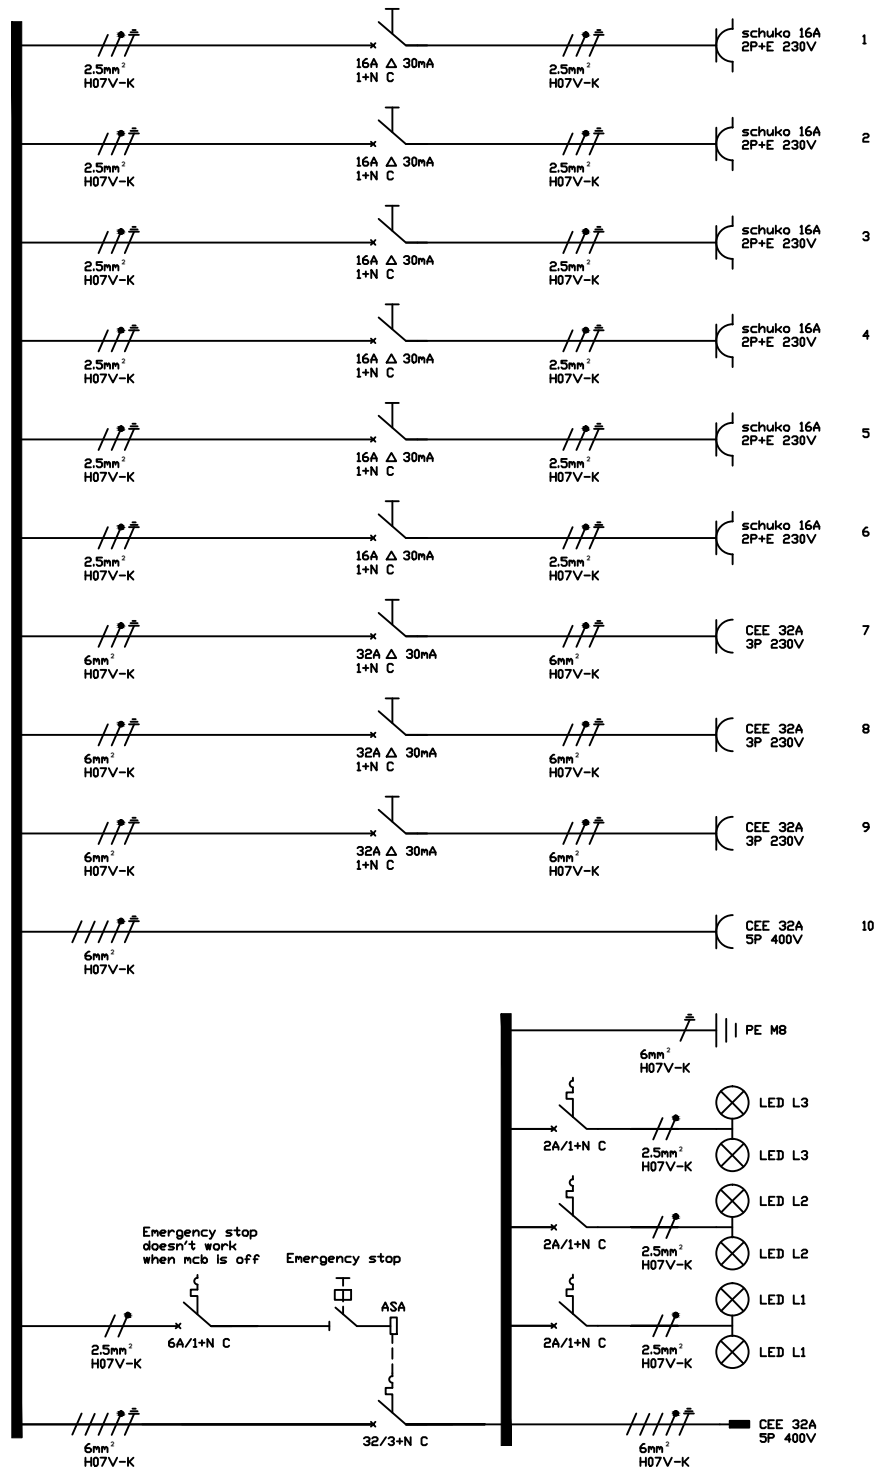 schuko 16A
2P+E 230V
1
2.5mm²
H07V-K
16A Δ 30mA
1+N C
2.5mm²
H07V-K
schuko 16A
2P+E 230V
2
2.5mm²
H07V-K
16A Δ 30mA
1+N C
2.5mm²
H07V-K
schuko 16A
2P+E 230V
3
2.5mm²
H07V-K
16A Δ 30mA
1+N C
2.5mm²
H07V-K
schuko 16A
2P+E 230V
4
2.5mm²
H07V-K
16A Δ 30mA
1+N C
2.5mm²
H07V-K
schuko 16A
2P+E 230V
5
2.5mm²
H07V-K
16A Δ 30mA
1+N C
2.5mm²
H07V-K
schuko 16A
2P+E 230V
6
2.5mm²
H07V-K
16A Δ 30mA
1+N C
2.5mm²
H07V-K
CEE 32A
3P 230V
7
6mm²
H07V-K
32A Δ 30mA
1+N C
6mm²
H07V-K
CEE 32A
3P 230V
8
6mm²
H07V-K
32A Δ 30mA
1+N C
6mm²
H07V-K
CEE 32A
3P 230V
9
6mm²
H07V-K
32A Δ 30mA
1+N C
6mm²
H07V-K
CEE 32A
5P 400V
10
6mm²
H07V-K
PE M8
6mm²
H07V-K
LED L3
2A/1+N C
2.5mm²
H07V-K
LED L3
LED L2
2A/1+N C
2.5mm²
H07V-K
LED L2
Emergency stop
doesn't work
when mcb is off
Emergency stop
ASA
LED L1
2.5mm²
H07V-K
6A/1+N C
2A/1+N C
2.5mm²
H07V-K
LED L1
6mm²
H07V-K
32/3+N C
6mm²
H07V-K
CEE 32A
5P 400V